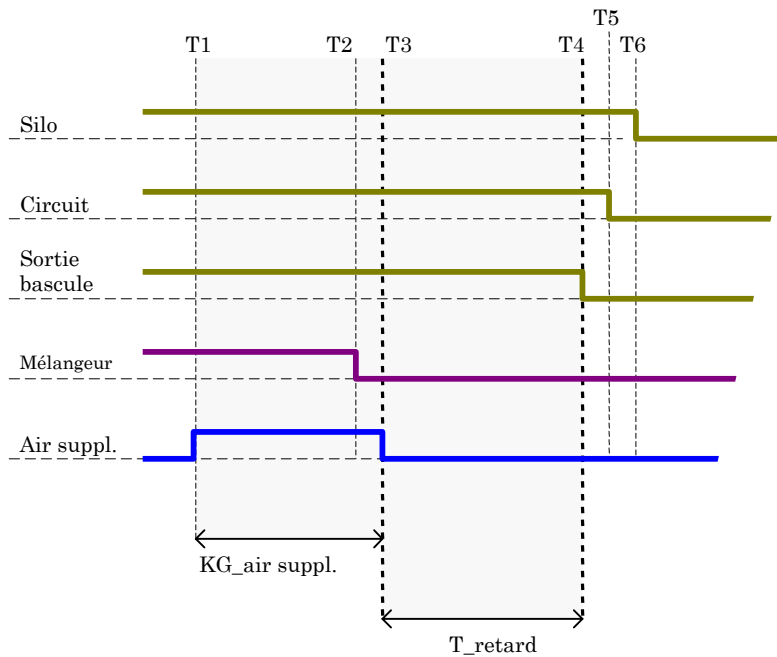 T5
T1
T2
T3
T4
T6
Silo
Circuit
Sortie
bascule
Mélangeur
Air suppl.
KG_air suppl.
T_retard